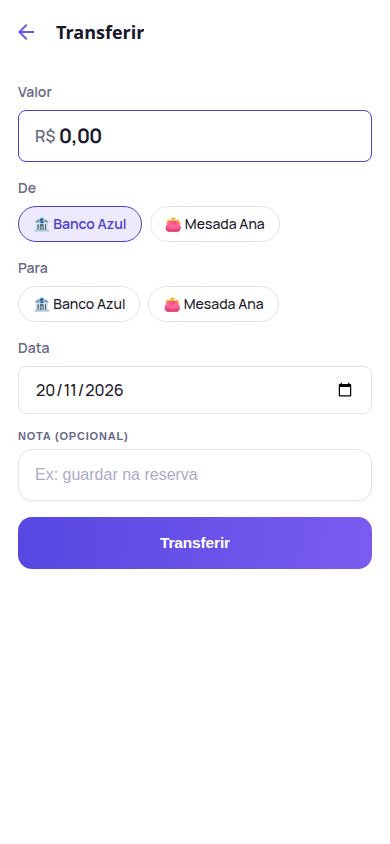 Transferir
Valor
R$ 0,00
De
Banco Azul Mesada Ana
Para
Banco Azul Mesada Ana
Data
20/11/2026
NOTA (OPCIONAL)
Ex: guardar na reserva
Transferir